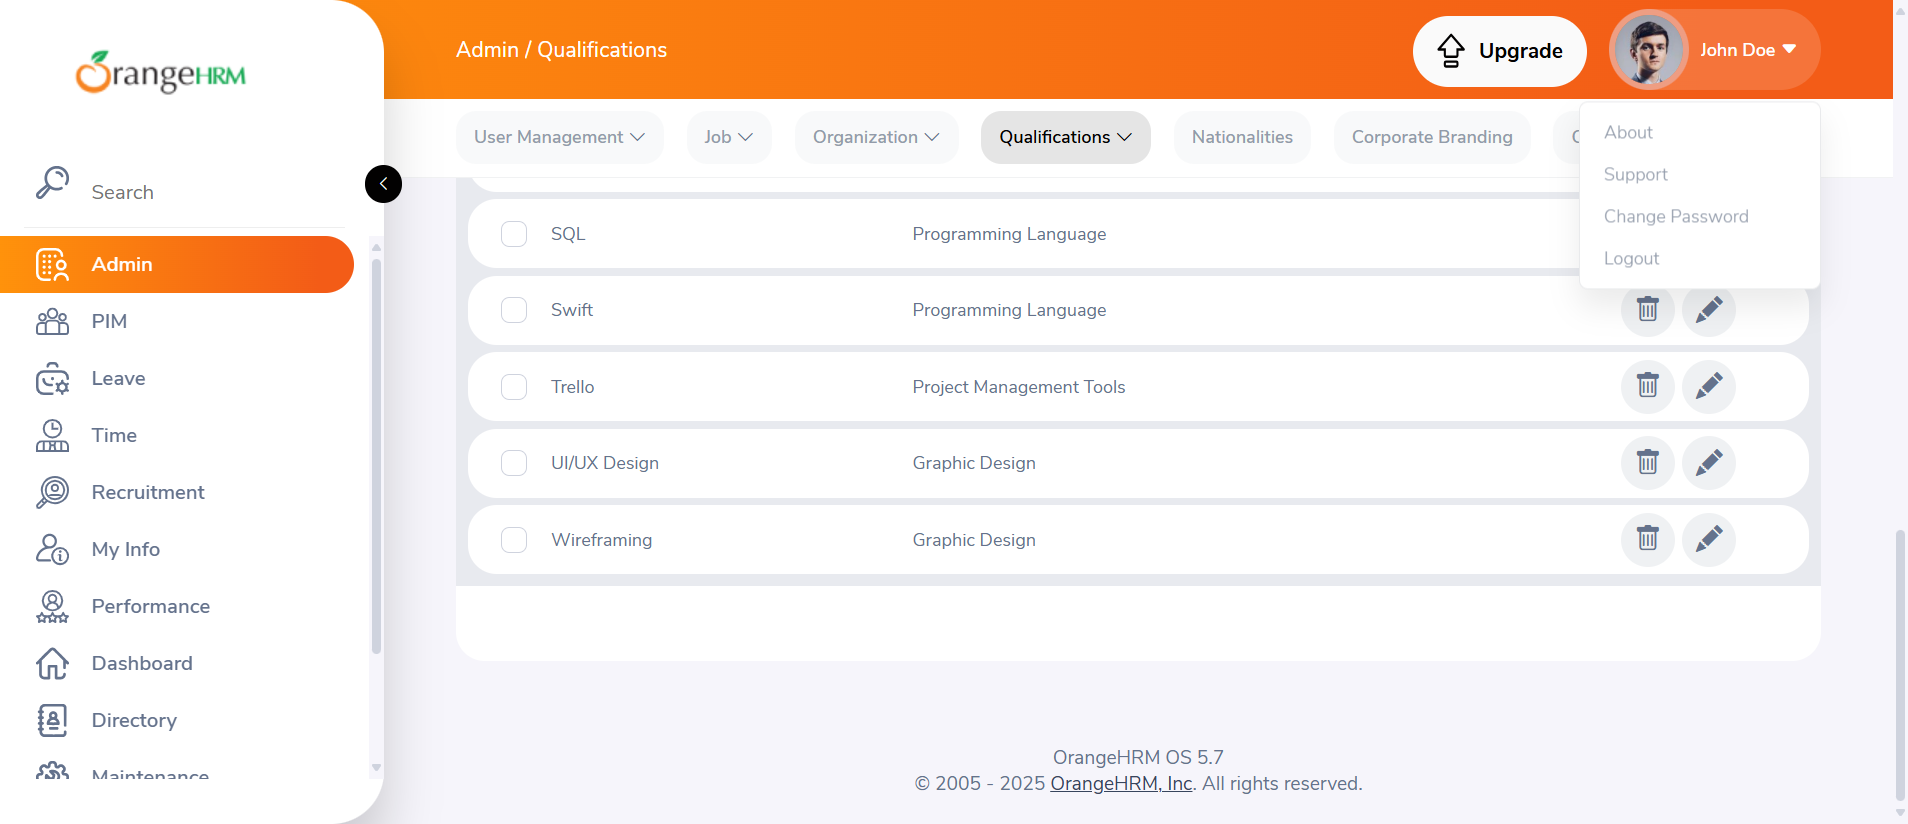 OrangeHRM
Admin / Qualifications
Upgrade
John Doe
User Management
Job
Organization
Qualifications
Nationalities
Corporate Branding
About
Support
Change Password
Logout
Search
Admin
PIM
Leave
Time
Recruitment
My Info
Performance
Dashboard
Directory
Maintenance
SQL Programming Language
Swift Programming Language
Trello Project Management Tools
UI/UX Design Graphic Design
Wireframing Graphic Design
OrangeHRM OS 5.7
© 2005 - 2025 OrangeHRM, Inc. All rights reserved.